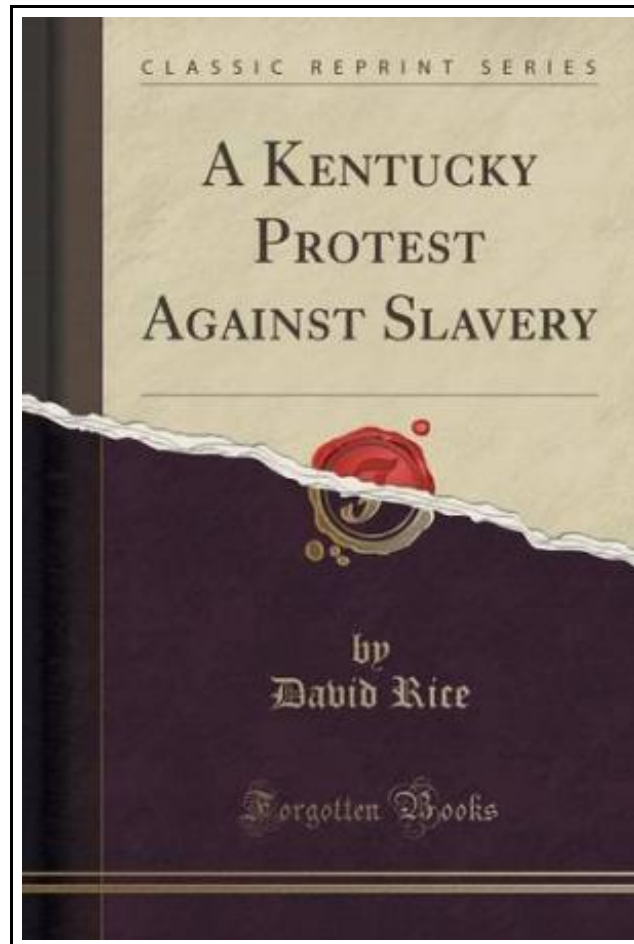 CLASSIC REPRINT SERIES
A KENTUCKY
PROTEST
AGAINST SLAVERY
by
David Rice
Forgotten Books